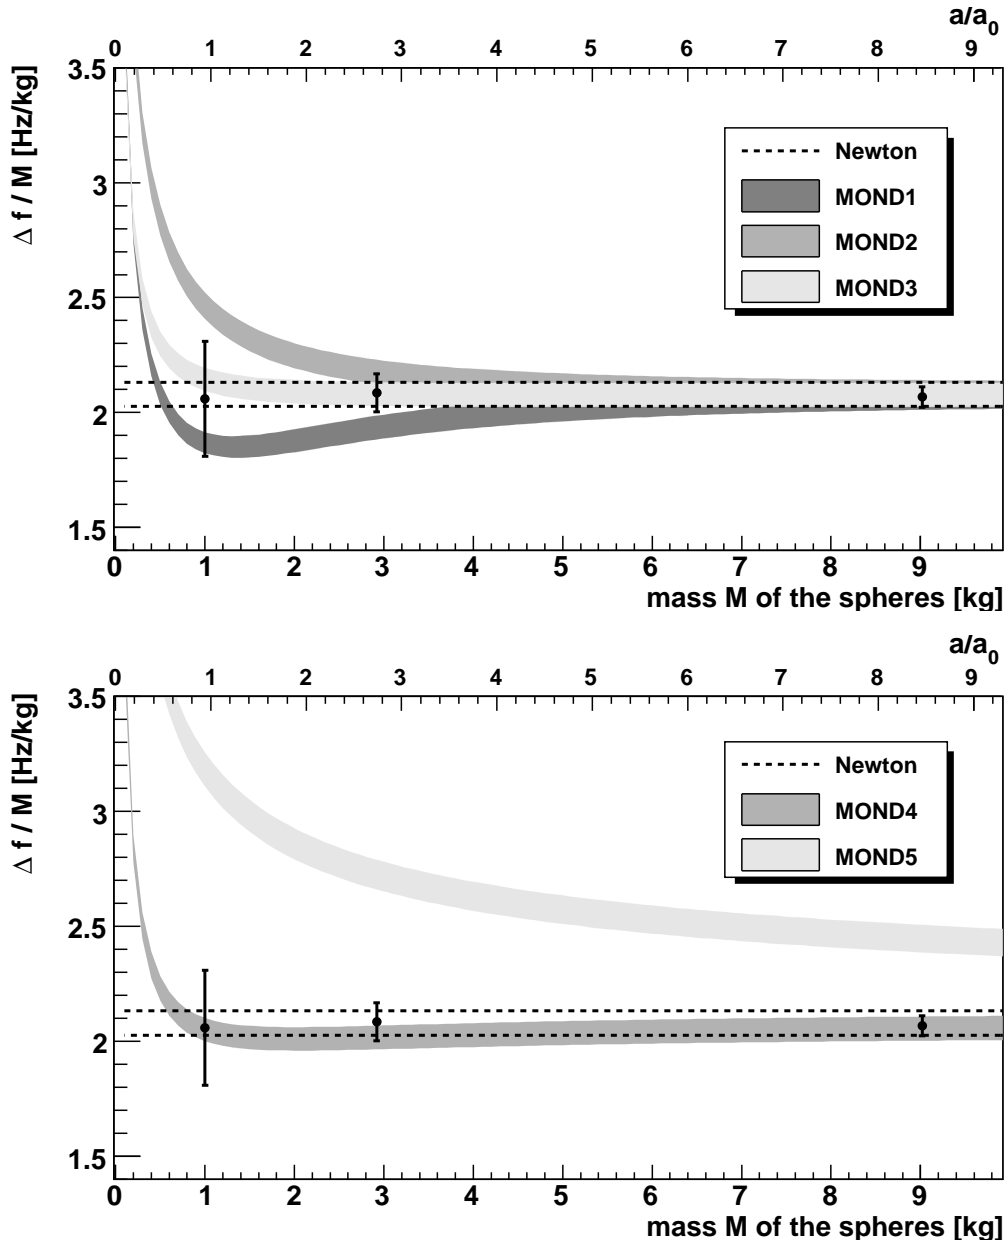 a/a0
0 1 2 3 4 5 6 7 8 9
3.5
3
2.5
2
1.5
Δ f / M [Hz/kg]
Newton
MOND1
MOND2
MOND3
0 1 2 3 4 5 6 7 8 9
mass M of the spheres [kg]
a/a0
0 1 2 3 4 5 6 7 8 9
3.5
3
2.5
2
1.5
Δ f / M [Hz/kg]
Newton
MOND4
MOND5
0 1 2 3 4 5 6 7 8 9
mass M of the spheres [kg]